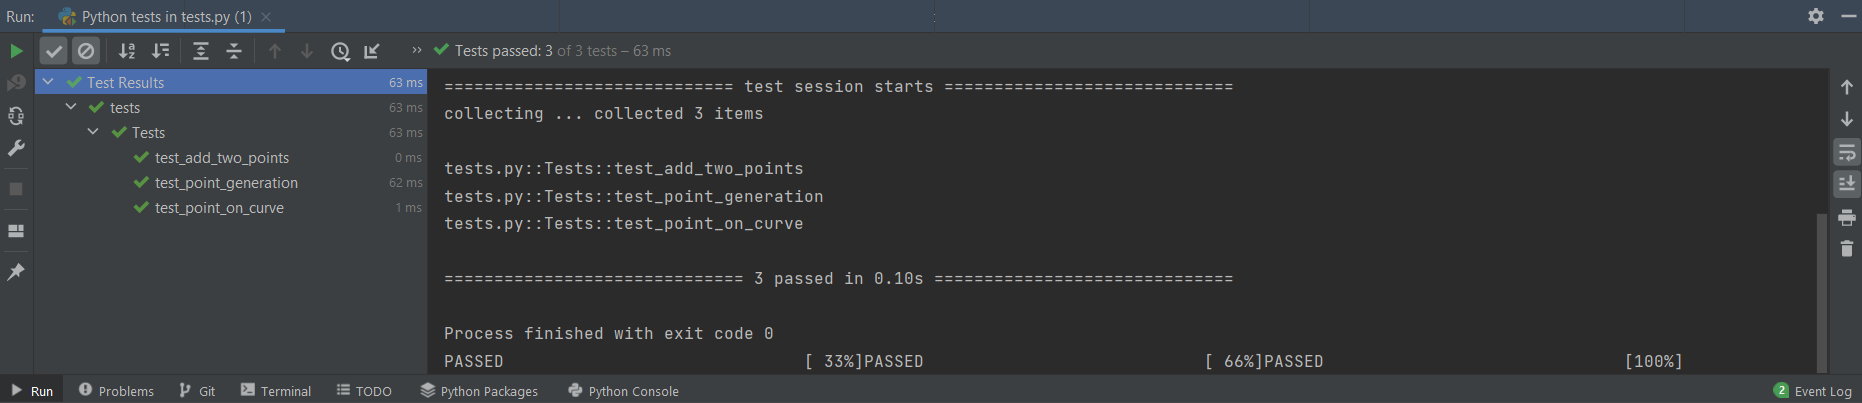 Run: Python tests in tests.py (1)
Tests passed: 3 of 3 tests – 63 ms
Test Results 63 ms
tests 63 ms
Tests 63 ms
test_add_two_points 0 ms
test_point_generation 62 ms
test_point_on_curve 1 ms
============================= test session starts =============================
collecting ... collected 3 items
tests.py::Tests::test_add_two_points
tests.py::Tests::test_point_generation
tests.py::Tests::test_point_on_curve
============================== 3 passed in 0.10s ==============================
Process finished with exit code 0
PASSED [ 33%]PASSED [ 66%]PASSED [100%]
Run Problems Git Terminal TODO Python Packages Python Console 2 Event Log